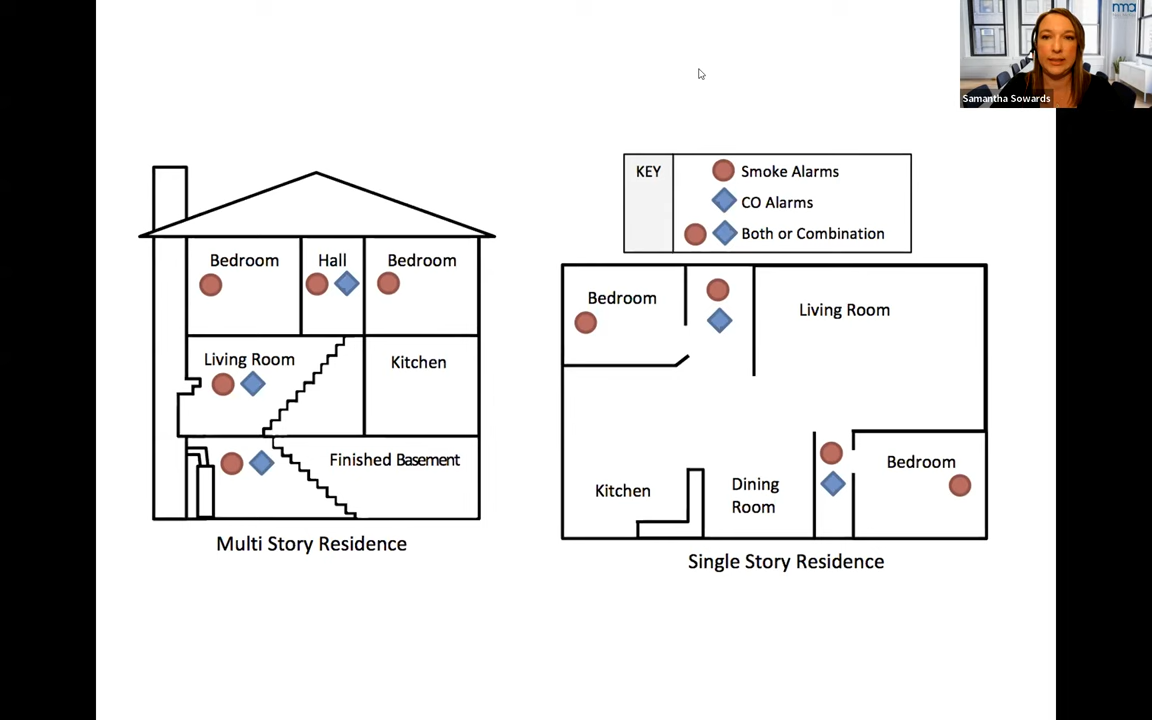 nma
Samantha Sowards
KEY
Smoke Alarms
CO Alarms
Both or Combination
Bedroom
Hall
Bedroom
Living Room
Kitchen
Finished Basement
Multi Story Residence
Bedroom
Living Room
Kitchen
Dining
Room
Bedroom
Single Story Residence